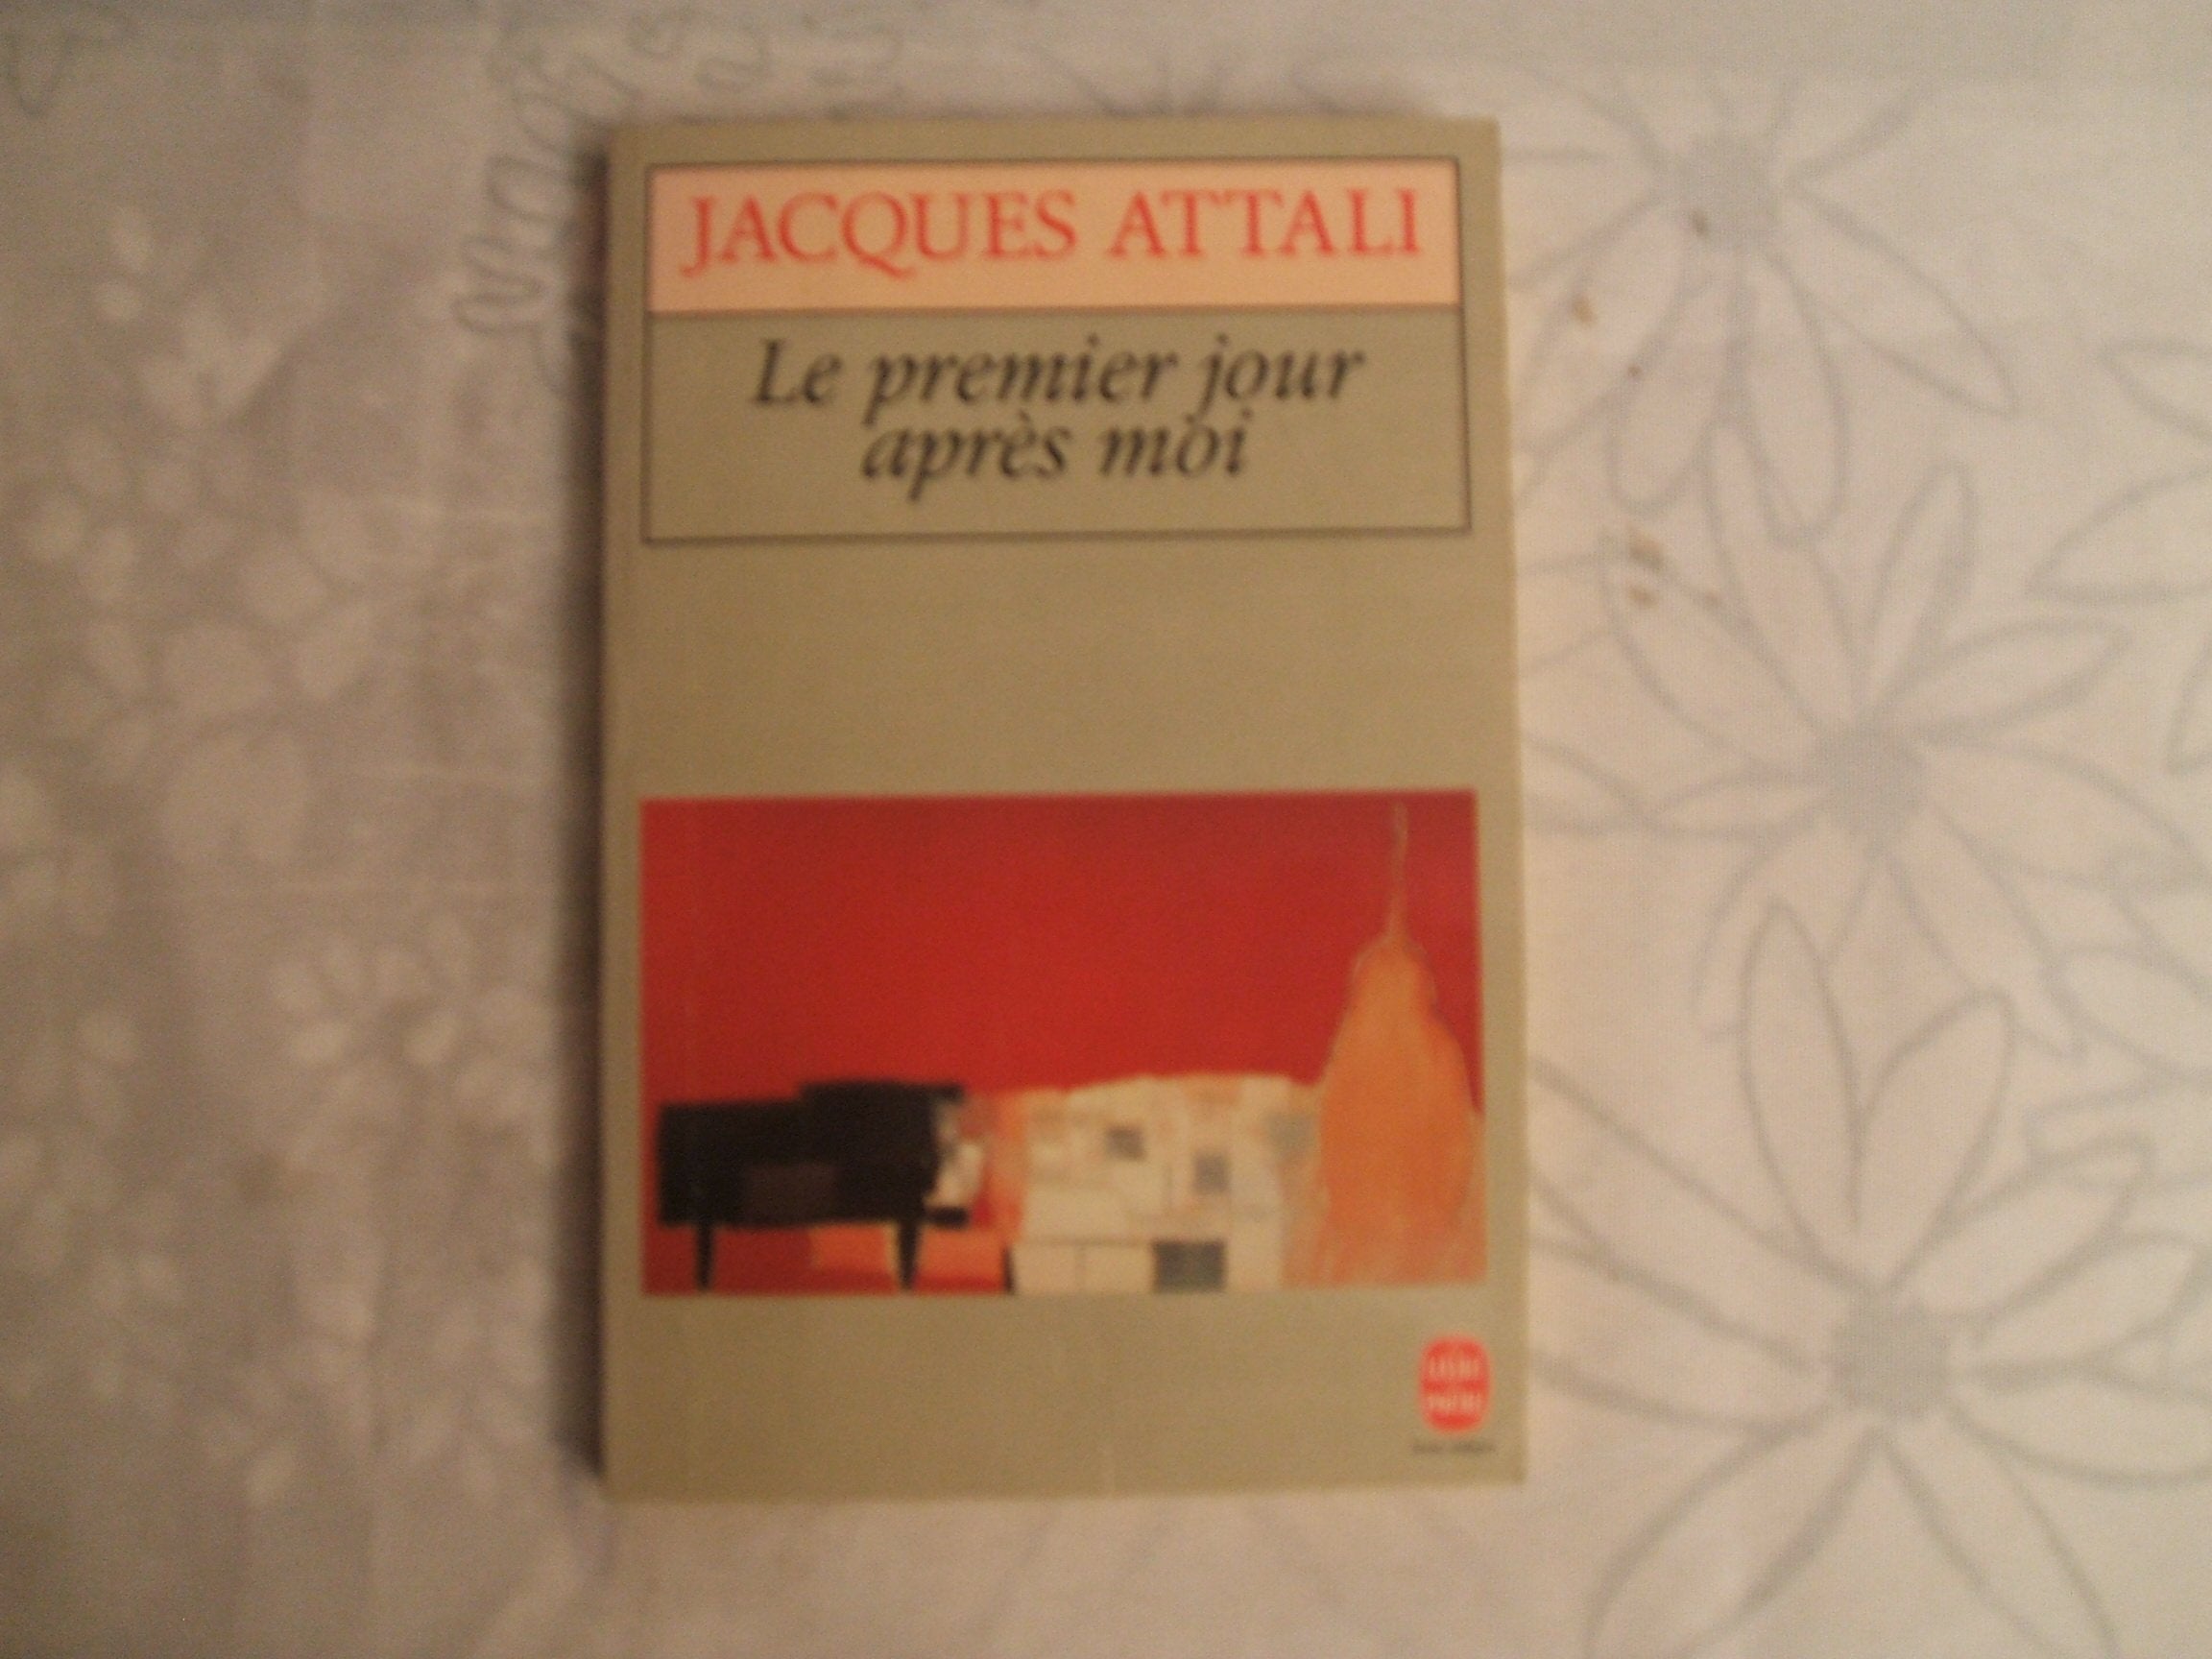 JACQUES ATTALI
Le premier jour
après moi